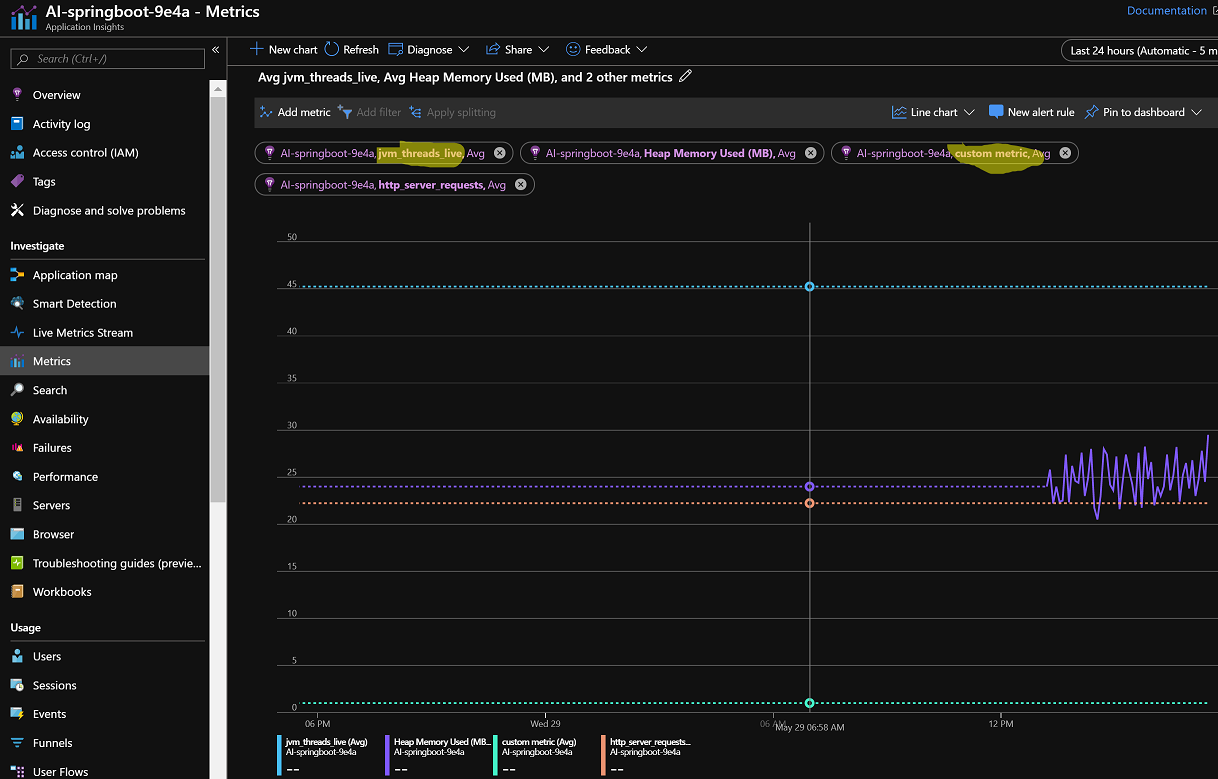 AI-springboot-9e4a - Metrics
Application Insights
Documentation
Search (Ctrl+/)
«
New chart Refresh Diagnose Share Feedback
Last 24 hours (Automatic - 5 m
Avg jvm_threads_live, Avg Heap Memory Used (MB), and 2 other metrics
Add metric Add filter Apply splitting
Line chart New alert rule Pin to dashboard
AI-springboot-9e4a, jvm_threads_live, Avg
AI-springboot-9e4a, Heap Memory Used (MB), Avg
AI-springboot-9e4a, custom metric, Avg
AI-springboot-9e4a, http_server_requests, Avg
Overview
Activity log
Access control (IAM)
Tags
Diagnose and solve problems
Investigate
Application map
Smart Detection
Live Metrics Stream
Metrics
Search
Availability
Failures
Performance
Servers
Browser
Troubleshooting guides (previe...
Workbooks
Usage
Users
Sessions
Events
Funnels
User Flows
50
45
40
35
30
25
20
15
10
5
0
06 PM
Wed 29
06 AM
May 29 06:58 AM
12 PM
jvm_threads_live (Avg)
AI-springboot-9e4a
--
Heap Memory Used (MB...
AI-springboot-9e4a
--
custom metric (Avg)
AI-springboot-9e4a
--
http_server_requests...
AI-springboot-9e4a
--